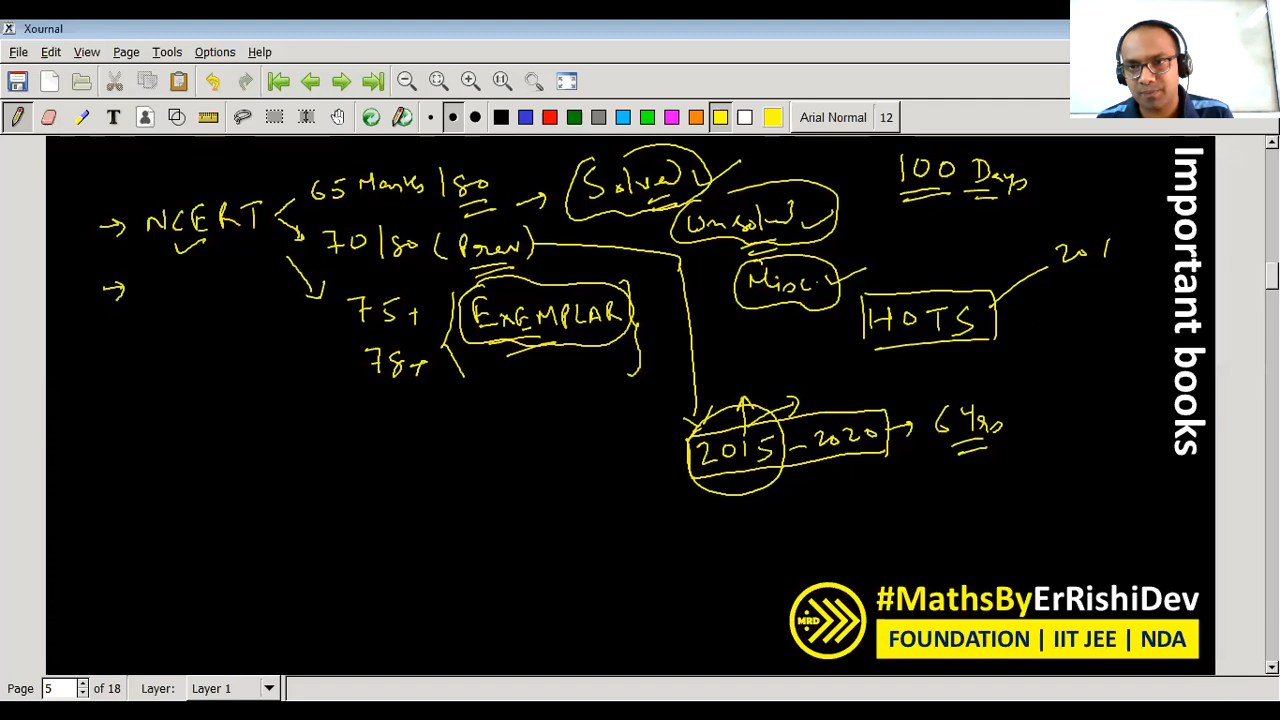 Xournal
File Edit View Page Tools Options Help
Arial Normal 12
→ NCERT
65 Marks /80 → Solved
Unsolved
Misc.
70/80 (Prev)
75+ { EXEMPLAR }
78+
→
100 Days
HOTS
201
2015 - 2020 → 6 Yrs
Important books
MRD
#MathsByErRishiDev
FOUNDATION | IIT JEE | NDA
Page 5 of 18 Layer: Layer 1